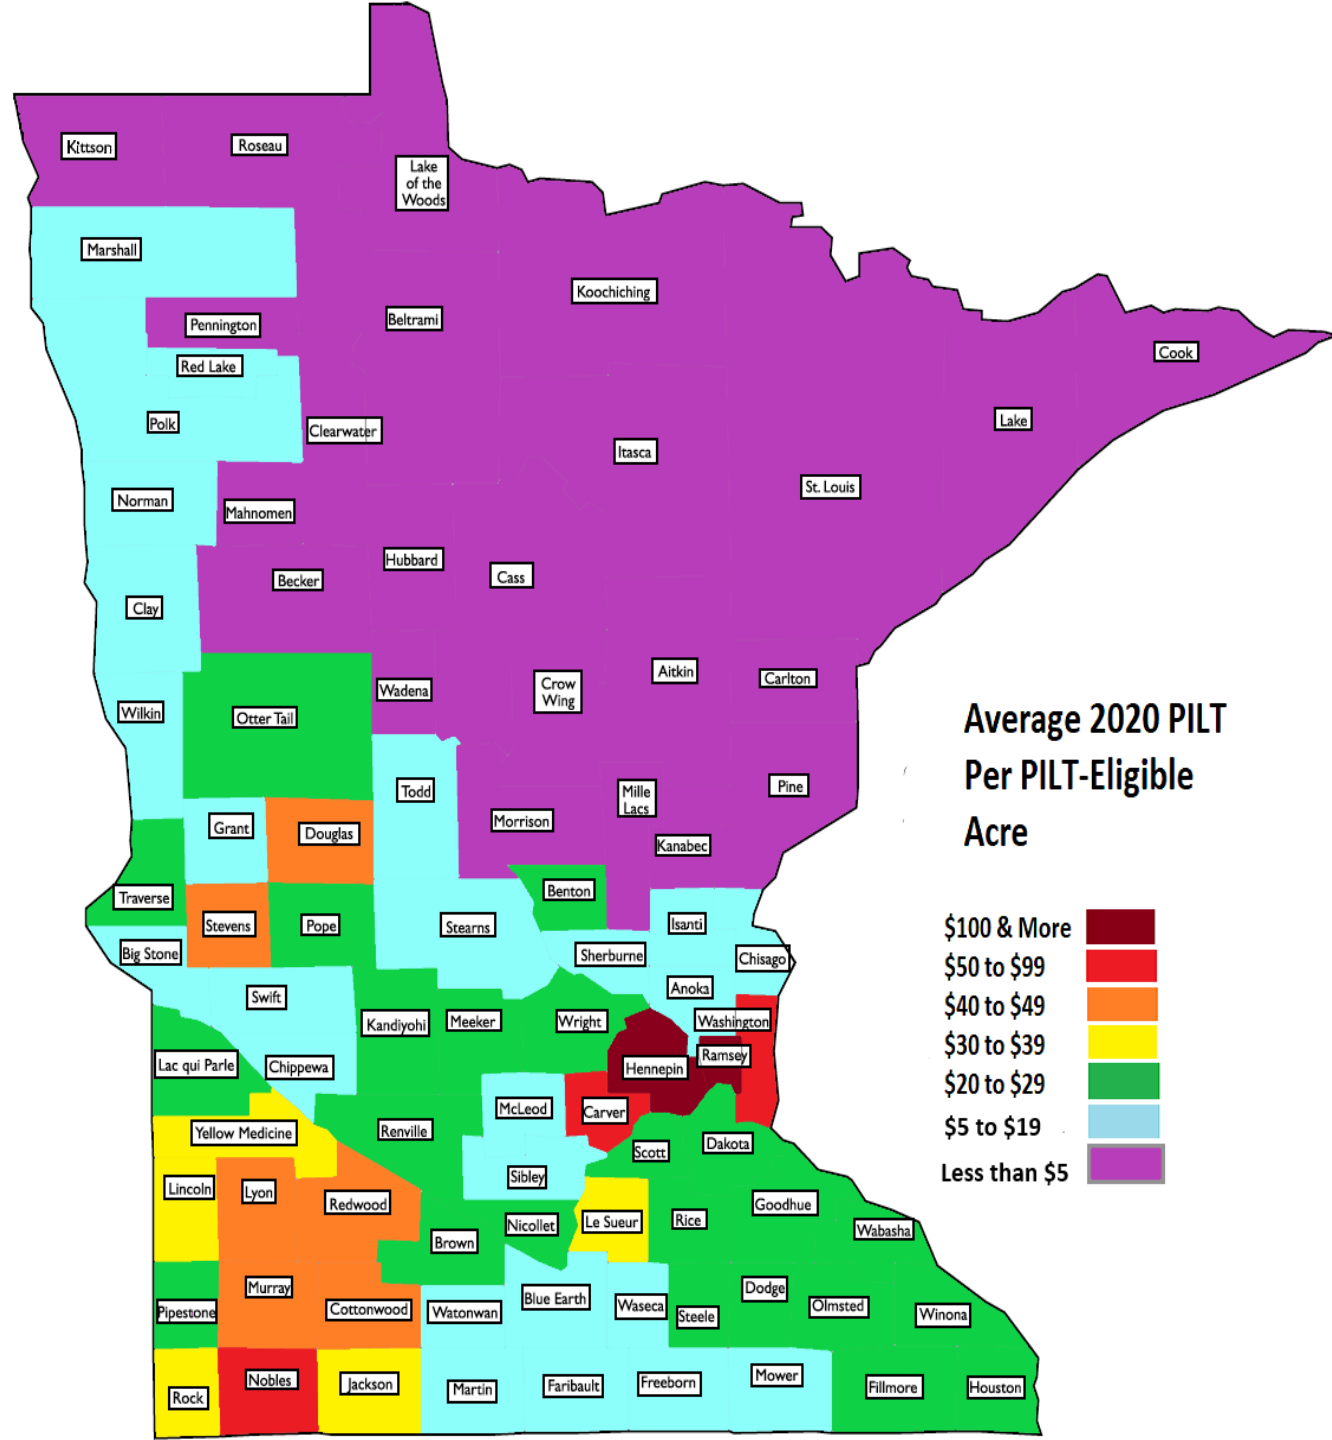 Kittson
Roseau
Lake
of the
Woods
Marshall
Koochiching
Pennington
Beltrami
Red Lake
Cook
Polk
Clearwater
Lake
Itasca
St. Louis
Norman
Mahnomen
Hubbard
Cass
Becker
Clay
Aitkin
Carlton
Wadena
Crow
Wing
Wilkin
Otter Tail
Average 2020 PILT
Per PILT-Eligible
Acre
Todd
Mille
Lacs
Pine
Grant
Douglas
Morrison
Kanabec
Traverse
Benton
Stevens
Pope
Stearns
Isanti
Big Stone
Sherburne
Chisago
Swift
Anoka
Kandiyohi
Meeker
Wright
Washington
Lac qui Parle
Chippewa
Hennepin
Ramsey
McLeod
Carver
Yellow Medicine
Renville
Scott
Dakota
Lincoln
Lyon
Redwood
Sibley
Nicollet
Le Sueur
Rice
Goodhue
Wabasha
Brown
Pipestone
Murray
Cottonwood
Watonwan
Blue Earth
Waseca
Steele
Dodge
Olmsted
Winona
Rock
Nobles
Jackson
Martin
Faribault
Freeborn
Mower
Fillmore
Houston
$100 & More
$50 to $99
$40 to $49
$30 to $39
$20 to $29
$5 to $19
Less than $5